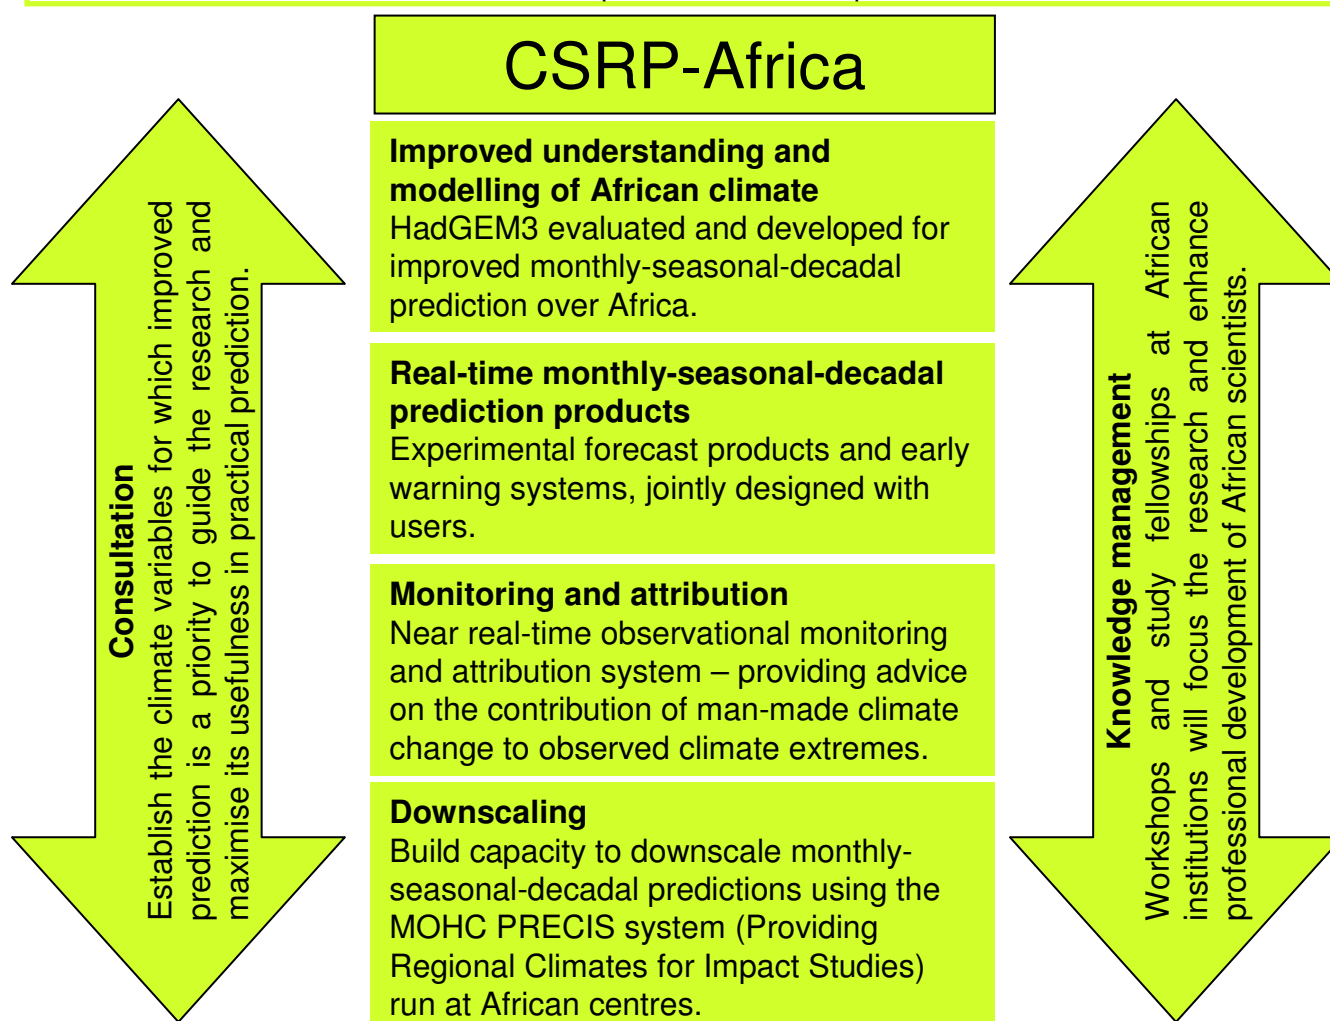 CSRP-Africa
Improved understanding and
modelling of African climate
HadGEM3 evaluated and developed for
improved monthly-seasonal-decadal
prediction over Africa.
Real-time monthly-seasonal-decadal
prediction products
Experimental forecast products and early
warning systems, jointly designed with
users.
Monitoring and attribution
Near real-time observational monitoring
and attribution system – providing advice
on the contribution of man-made climate
change to observed climate extremes.
Downscaling
Build capacity to downscale monthly-
seasonal-decadal predictions using the
MOHC PRECIS system (Providing
Regional Climates for Impact Studies)
run at African centres.
Consultation
Establish the climate variables for which improved
prediction is a priority to guide the research and
maximise its usefulness in practical prediction.
Knowledge management
Workshops and study fellowships at African
institutions will focus the research and enhance
professional development of African scientists.